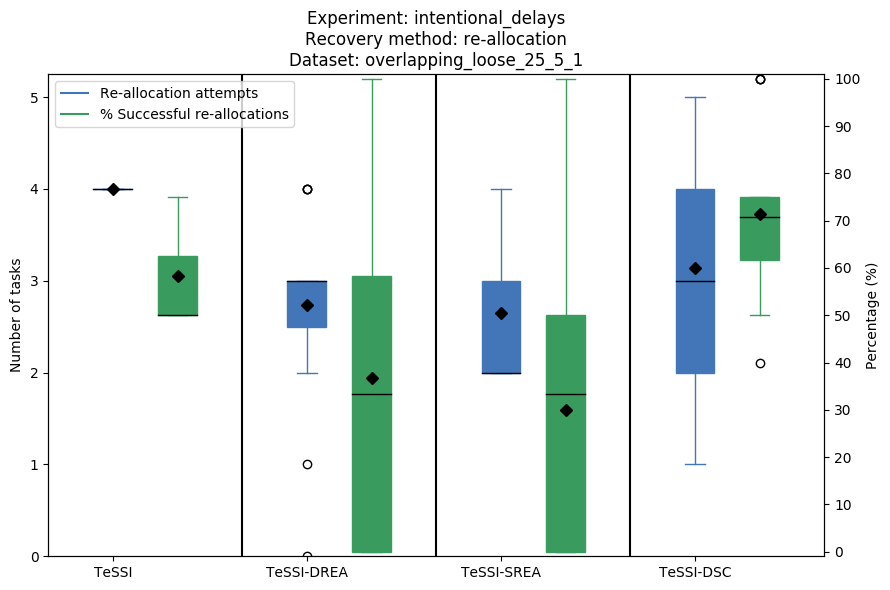 Experiment: intentional_delays
Recovery method: re-allocation
Dataset: overlapping_loose_25_5_1
Re-allocation attempts
% Successful re-allocations
Number of tasks
5
4
3
2
1
0
100
90
80
70
60
50
40
30
20
10
0
Percentage (%)
TeSSI
TeSSI-DREA
TeSSI-SREA
TeSSI-DSC